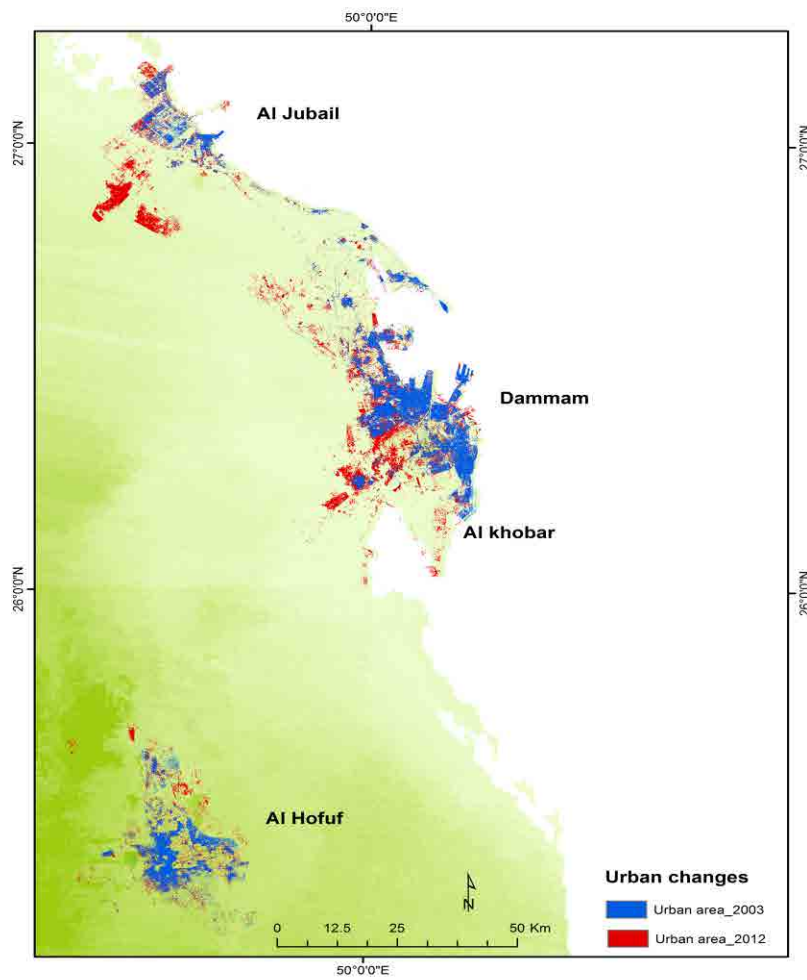 50°0'0"E
Al Jubail
27°0'0"N
27°0'0"N
Dammam
Al khobar
26°0'0"N
26°0'0"N
Al Hofuf
Urban changes
N
Urban area_2003
0 12.5 25 50 Km
Urban area_2012
50°0'0"E